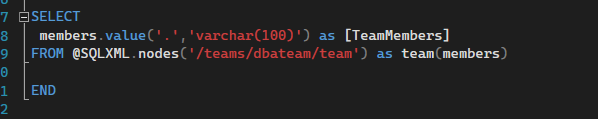 7 SELECT
8 members.value('.','varchar(100)') as [TeamMembers]
9 FROM @SQLXML.nodes('/teams/dbateam/team') as team(members)
0
1 END
2